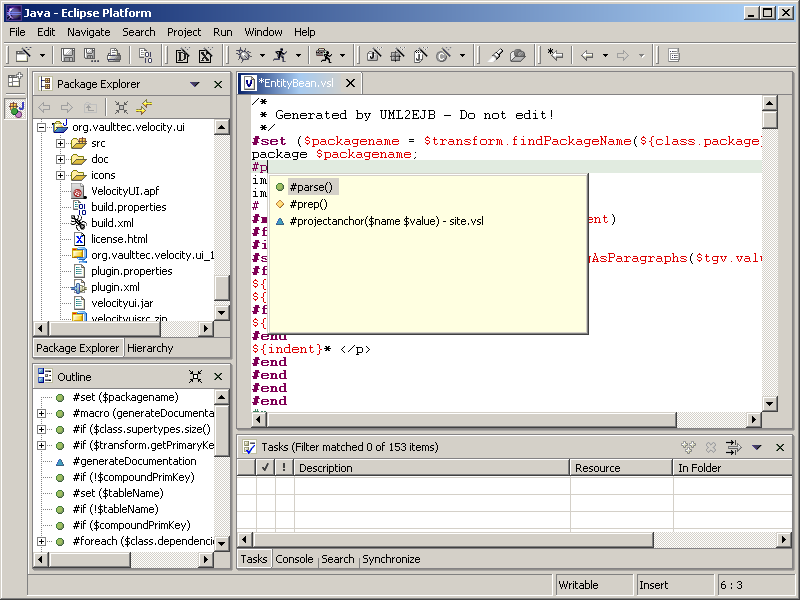 Java - Eclipse Platform
File Edit Navigate Search Project Run Window Help
Package Explorer
org.vaulttec.velocity.ui
src
doc
icons
VelocityUI.apf
build.properties
build.xml
license.html
org.vaulttec.velocity.ui_1
plugin.properties
plugin.xml
velocityui.jar
velocityuisrc.zip
Package Explorer Hierarchy
Outline
#set ($packagename)
#macro (generateDocumenta
#if ($class.supertypes.size()
#if ($transform.getPrimaryKe
#generateDocumentation
#if (!$compoundPrimKey)
#set ($tableName)
#if (!$tableName)
#if ($compoundPrimKey)
#foreach ($class.dependencie
*EntityBean.vsl
/*
* Generated by UML2EJB - Do not edit!
*/
#set ($packagename = $transform.findPackageName(${class.package
package $packagename;
#p
im
im
#
#m ent)
#f
#i
#s gAsParagraphs($tgv.valu
#f
${
${
#f
${
#end
${indent}* </p>
#end
#end
#end
#end
#parse()
#prep()
#projectanchor($name $value) - site.vsl
Tasks (Filter matched 0 of 153 items)
✓ ! Description Resource In Folder
Tasks Console Search Synchronize
Writable Insert 6 : 3